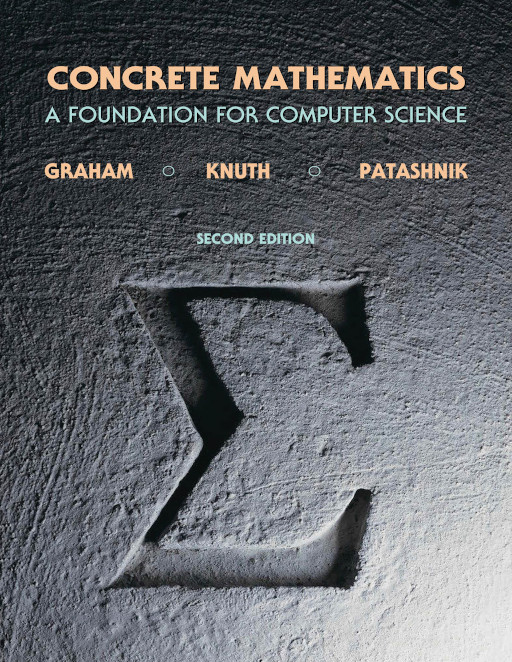 CONCRETE MATHEMATICS
A FOUNDATION FOR COMPUTER SCIENCE
GRAHAM ○ KNUTH ○ PATASHNIK
SECOND EDITION
Σ